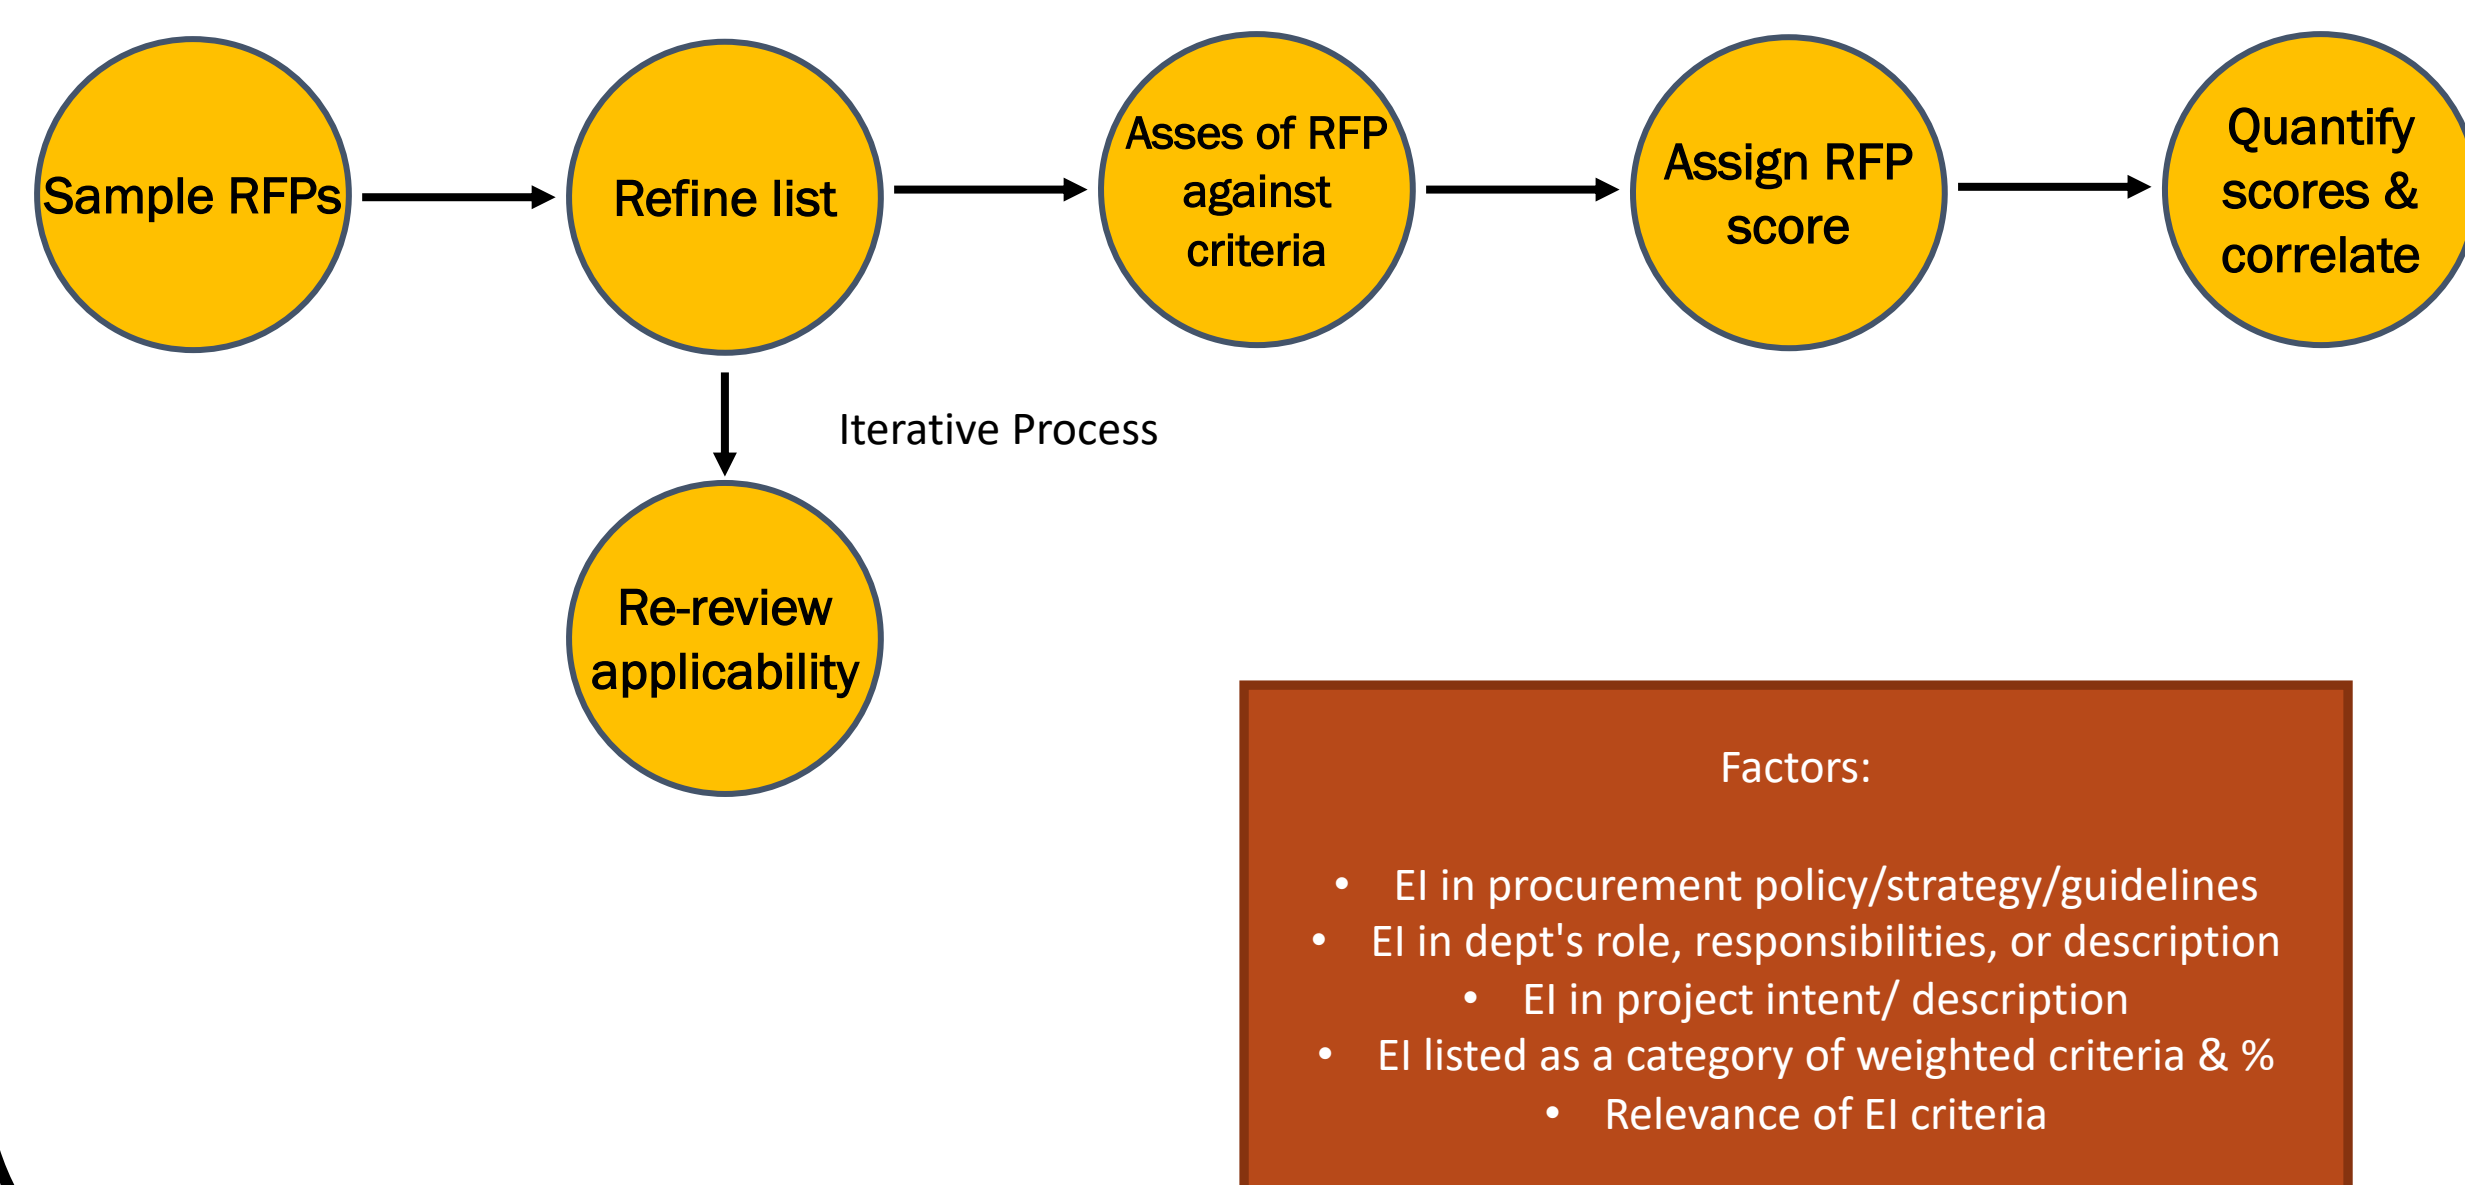 Sample RFPs
Refine list
Asses of RFP
against
criteria
Assign RFP
score
Quantify
scores &
correlate
Iterative Process
Re-review
applicability
Factors:
• EI in procurement policy/strategy/guidelines
• EI in dept's role, responsibilities, or description
• EI in project intent/ description
• EI listed as a category of weighted criteria & %
• Relevance of EI criteria